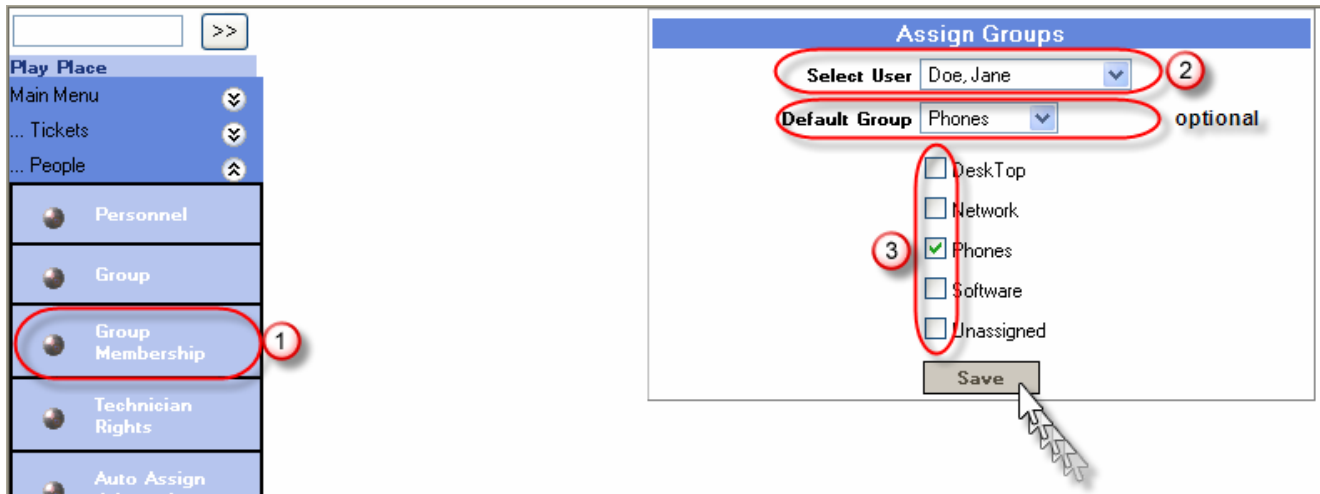 >>
Play Place
Main Menu
... Tickets
... People
Personnel
Group
Group
Membership
1
Technician
Rights
Auto Assign
Assign Groups
Select User Doe, Jane
2
Default Group Phones
optional
DeskTop
Network
3
Phones
Software
Unassigned
Save